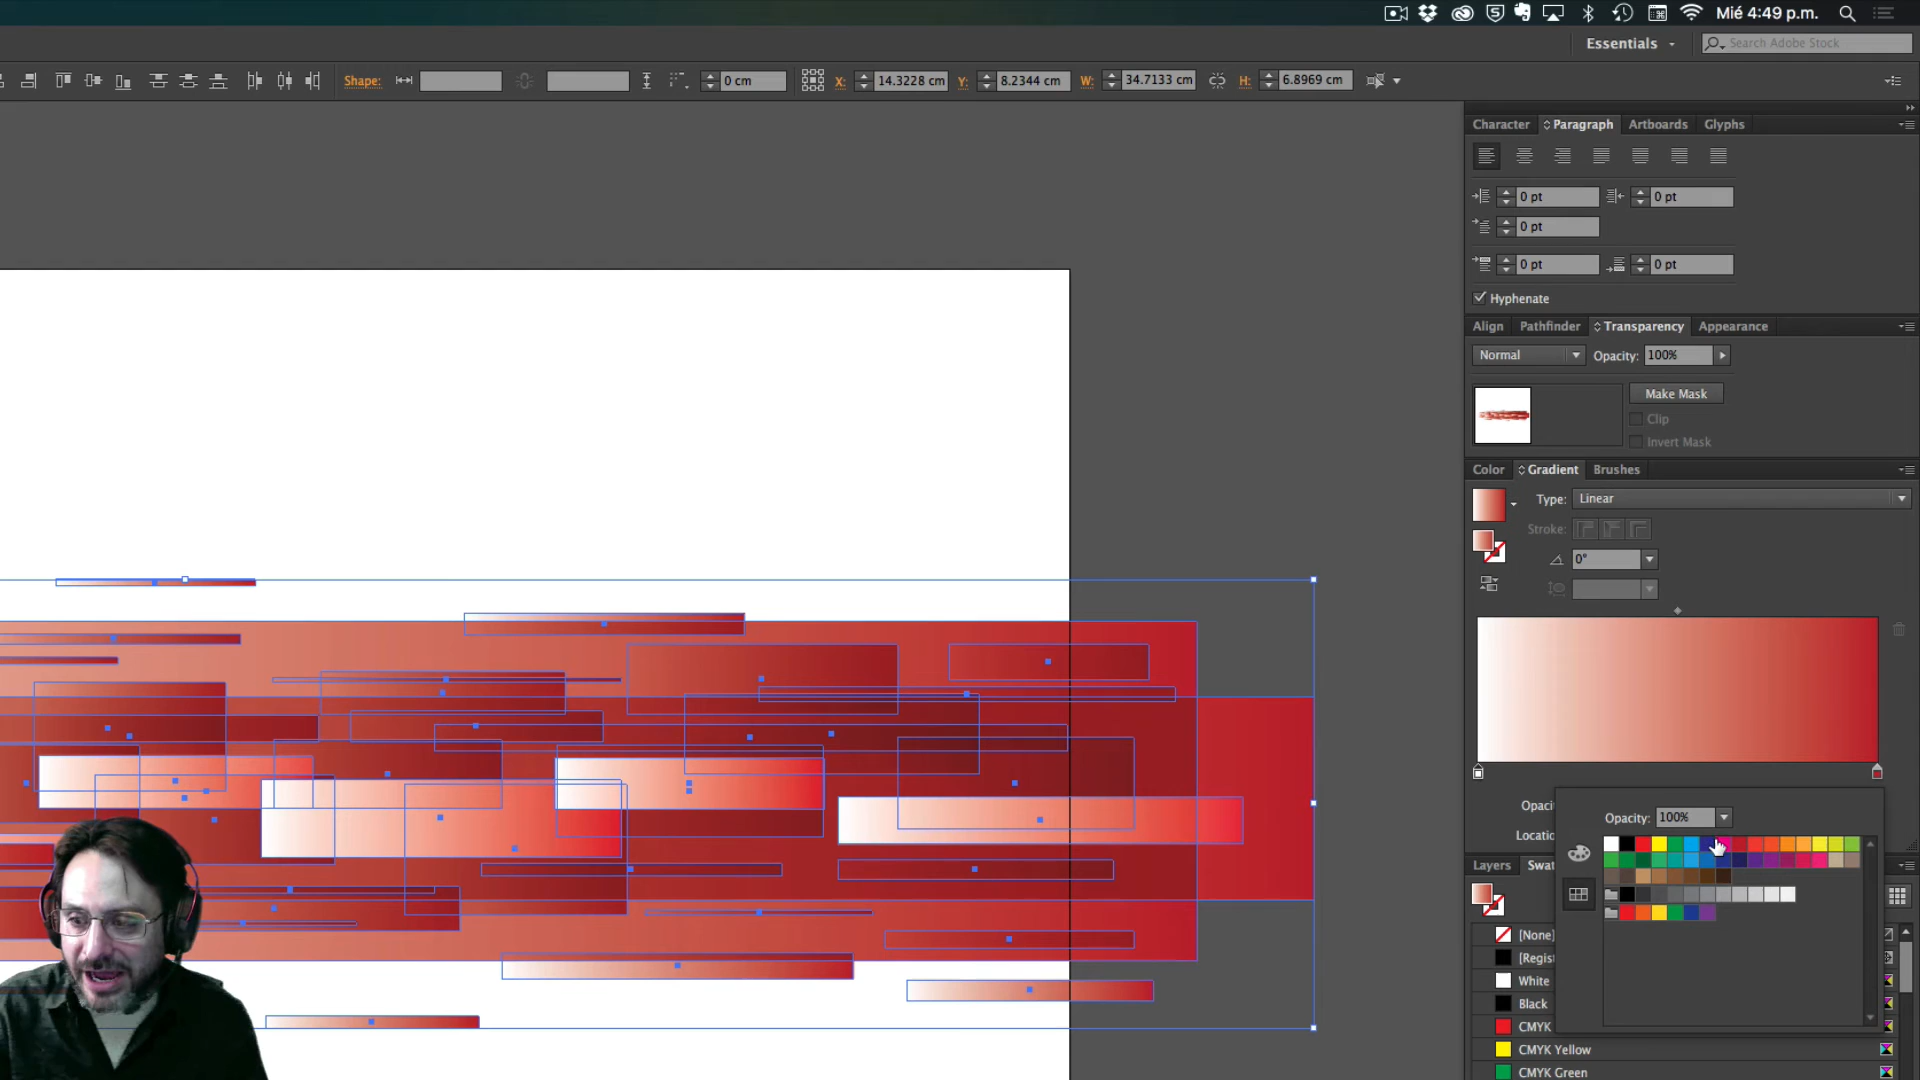 Mié 4:49 p.m.
Essentials
Search Adobe Stock
Shape:
0 cm
X:
14.3228 cm
Y:
8.2344 cm
W:
34.7133 cm
H:
6.8969 cm
Character
Paragraph
Artboards
Glyphs
0 pt
0 pt
0 pt
0 pt
0 pt
Hyphenate
Align
Pathfinder
Transparency
Appearance
Normal
Opacity:
100%
Make Mask
Clip
Invert Mask
Color
Gradient
Brushes
Type:
Linear
Stroke:
0°
Opaci
Opacity:
100%
Locatio
Layers
Swat
[None]
[Regist
White
Black
CMYK
CMYK Yellow
CMYK Green